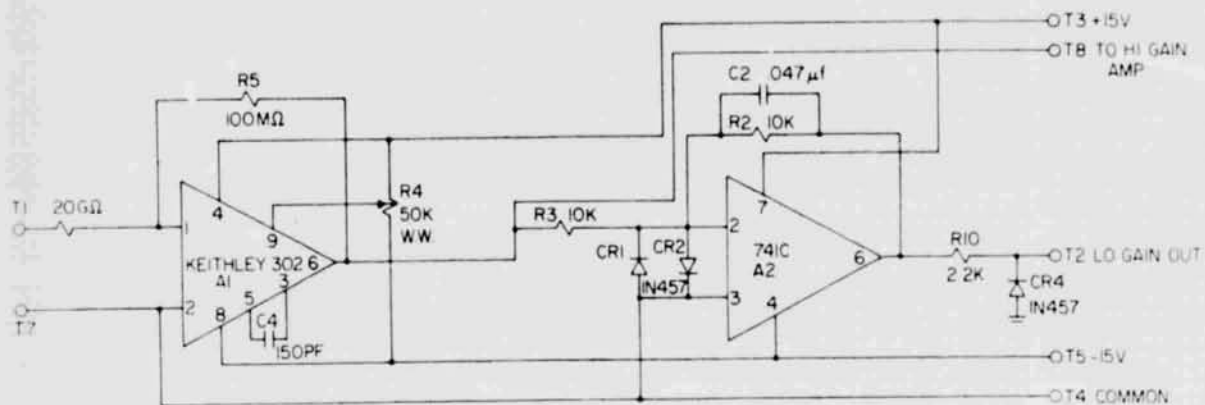 T3 +15V
T8 TO HI GAIN
AMP
C2 .047 µf
R5
100MΩ
R2 10K
T1
20GΩ
1
4
9
R4
50K
W.W.
R3 10K
2
7
CR1
CR2
IN457
741C
A2
6
R10
2.2K
T2 LO GAIN OUT
CR4
IN457
KEITHLEY 302 6
A1
3
5
2
8
C4
150PF
3
4
T7
T5 -15V
T4 COMMON